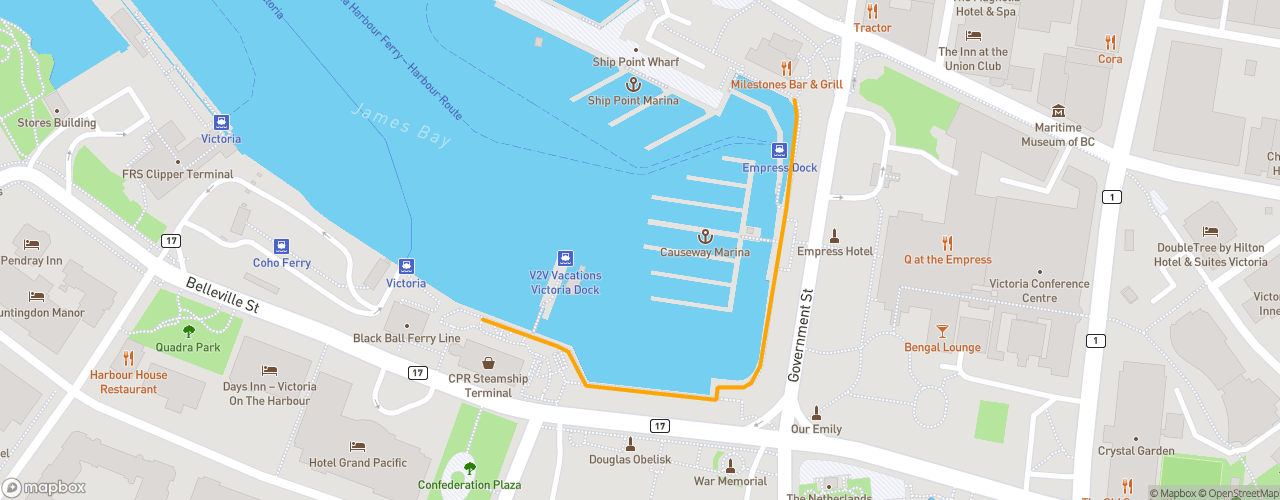 The Magnolia
Hotel & Spa
Tractor
Victoria
Harbour Ferry - Harbour Route
Ship Point Wharf
The Inn at the
Union Club
Cora
Milestones Bar & Grill
Ship Point Marina
Stores Building
James Bay
Victoria
Maritime
Museum of BC
Empress Dock
FRS Clipper Terminal
1
17
Pendray Inn
Coho Ferry
Causeway Marina
Empress Hotel
Q at the Empress
DoubleTree by Hilton
Hotel & Suites Victoria
Victoria
V2V Vacations
Victoria Dock
Belleville St
Victoria Conference
Centre
Huntingdon Manor
Black Ball Ferry Line
Government St
Quadra Park
Bengal Lounge
1
Harbour House
Restaurant
Days Inn – Victoria
On The Harbour
17
CPR Steamship
Terminal
17
Our Emily
Hotel Grand Pacific
Douglas Obelisk
Crystal Garden
Confederation Plaza
War Memorial
The Netherlands
mapbox
© Mapbox © OpenStreetMap